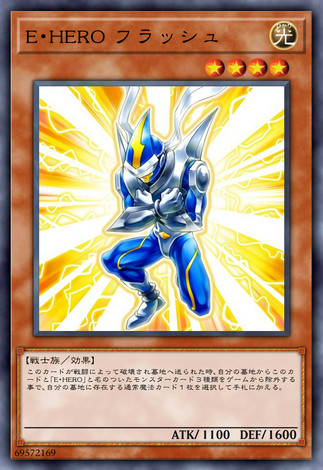 E・HERO フラッシュ
光
【戦士族／効果】
このカードが戦闘によって破壊され墓地へ送られた時、自分の墓地からこのカー
ドと「E・HERO」と名のついたモンスターカード３種類をゲームから除外する
事で、自分の墓地に存在する通常魔法カード１枚を選択して手札に加える。
ATK/ 1100 DEF/1600
69572169